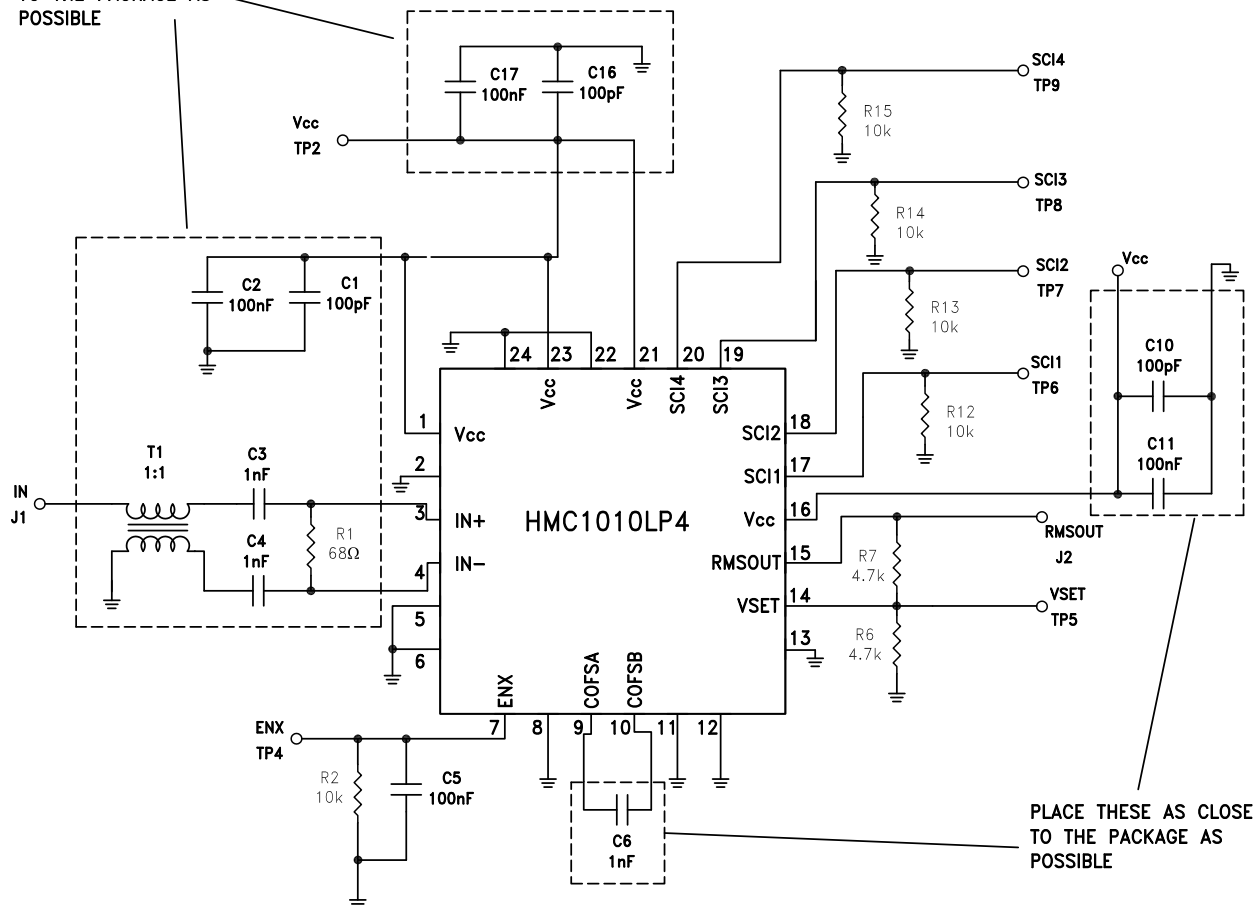 TO THE PACKAGE AS
POSSIBLE
C17
100nF
C16
100pF
Vcc
TP2
SCI4
TP9
R15
10k
SCI3
TP8
R14
10k
SCI2
TP7
R13
10k
SCI1
TP6
R12
10k
Vcc
C10
100pF
C11
100nF
C2
100nF
C1
100pF
24
23
22
21
20
19
Vcc
Vcc
SCI4
SCI3
1
Vcc
2
3
IN+
4
IN-
5
6
HMC1010LP4
SCI2
18
SCI1
17
Vcc
16
RMSOUT
15
VSET
14
13
T1
1:1
C3
1nF
C4
1nF
R1
68Ω
IN
J1
RMSOUT
J2
R7
4.7k
VSET
TP5
R6
4.7k
ENX
COFSA
COFSB
7
8
9
10
11
12
ENX
TP4
R2
10k
C5
100nF
C6
1nF
PLACE THESE AS CLOSE
TO THE PACKAGE AS
POSSIBLE